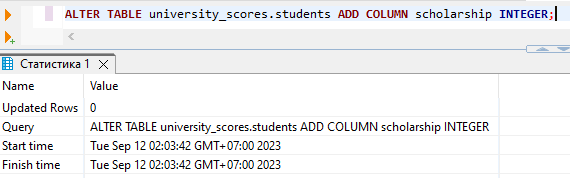 ALTER TABLE university_scores.students ADD COLUMN scholarship INTEGER;
Статистика 1
Name Value
Updated Rows 0
Query ALTER TABLE university_scores.students ADD COLUMN scholarship INTEGER
Start time Tue Sep 12 02:03:42 GMT+07:00 2023
Finish time Tue Sep 12 02:03:42 GMT+07:00 2023